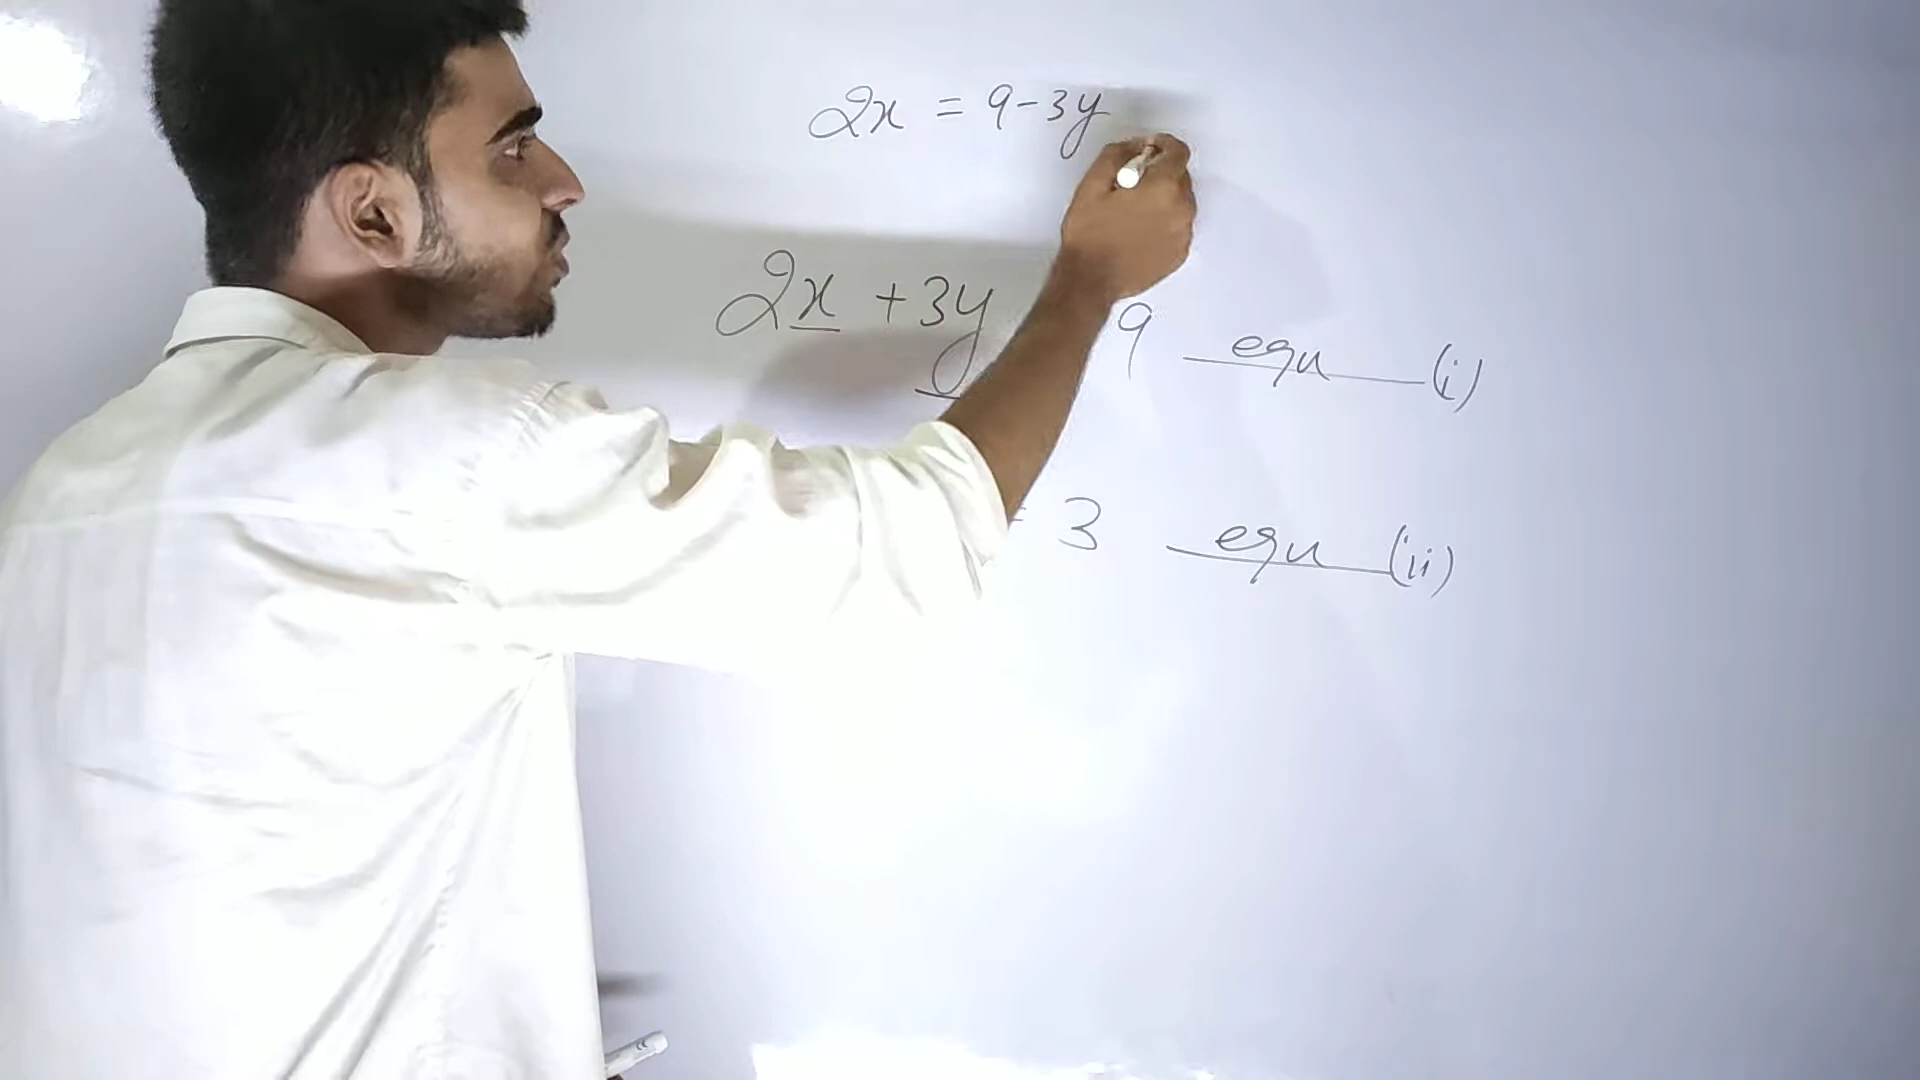 2x = 9-3y
2x + 3y 9 equ (i)
= 3 equ (ii)